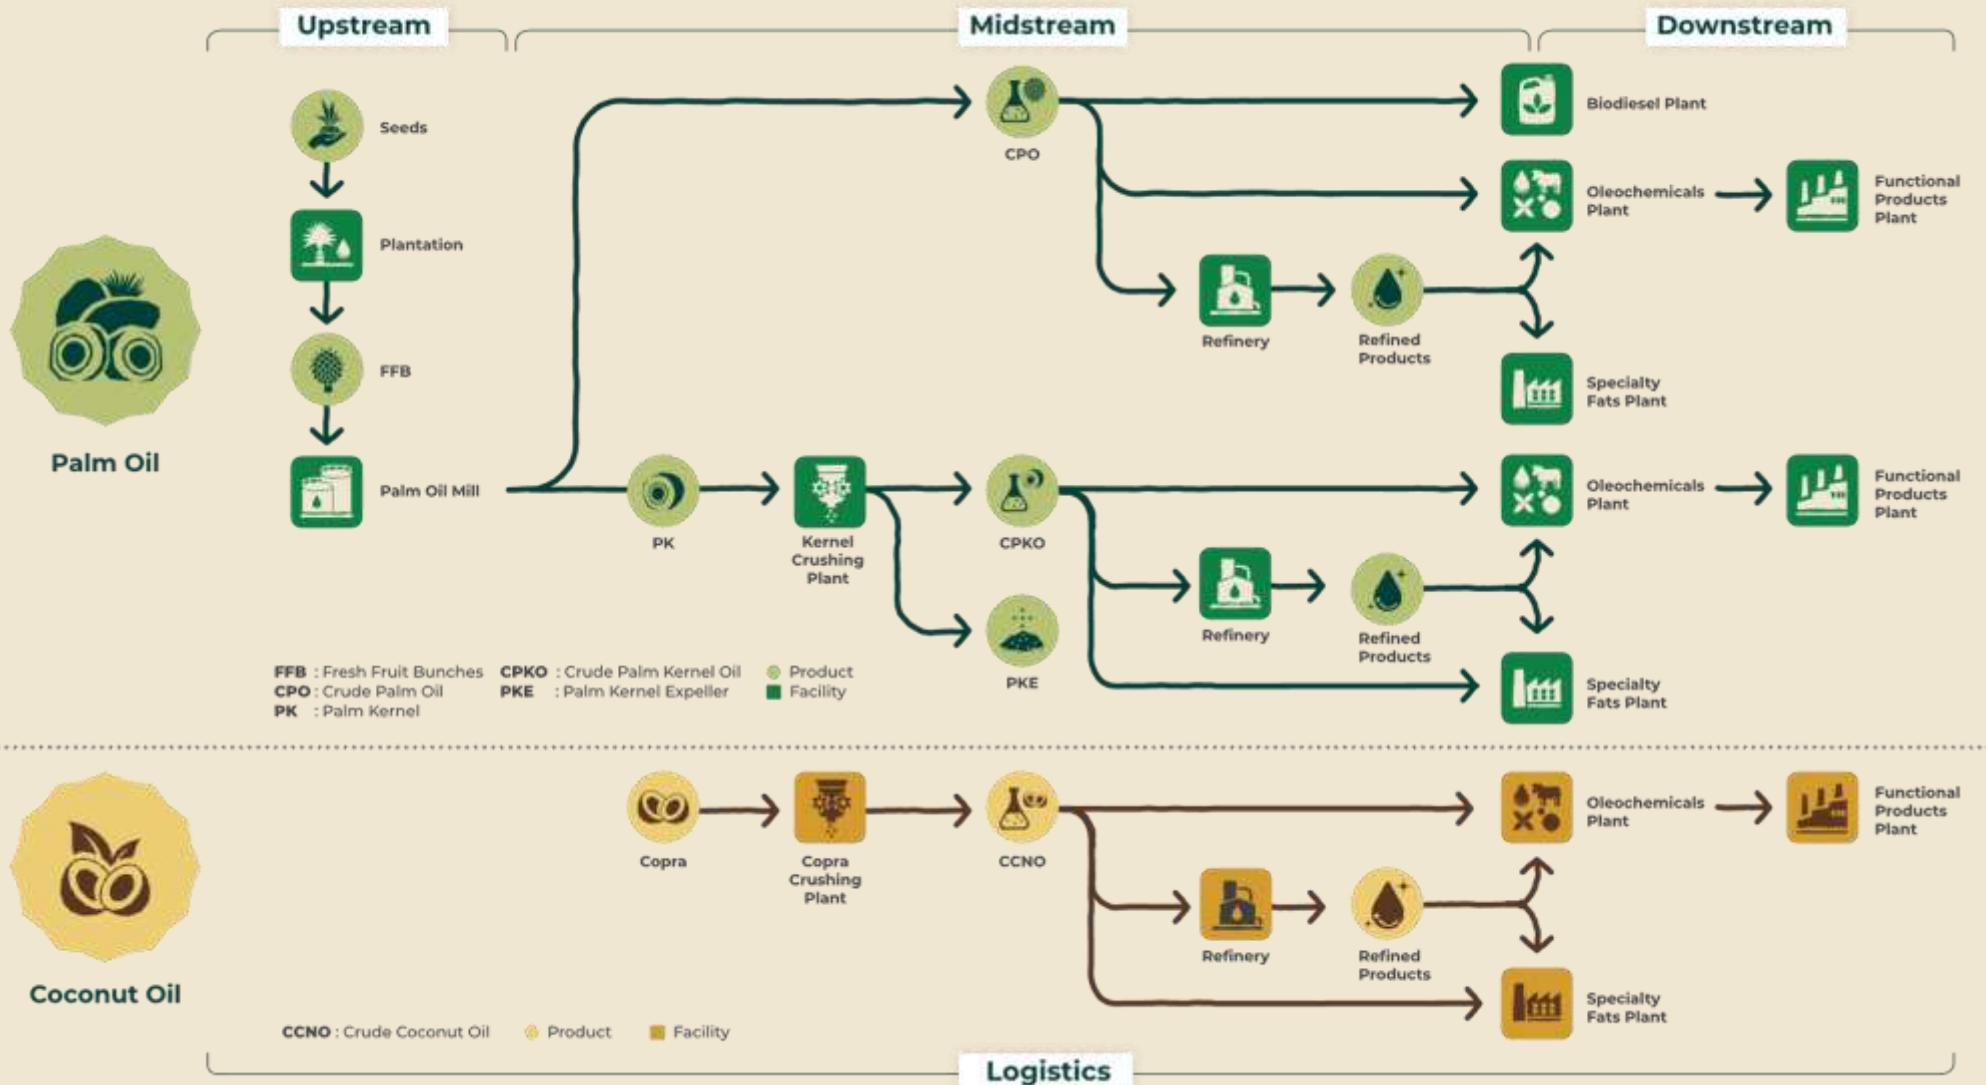 Upstream
Midstream
Downstream
Seeds
Plantation
FFB
Palm Oil Mill
Palm Oil
CPO
Biodiesel Plant
Oleochemicals
Plant
Functional
Products
Plant
Refinery
Refined
Products
Specialty
Fats Plant
PK
Kernel
Crushing
Plant
CPKO
PKE
Oleochemicals
Plant
Functional
Products
Plant
Refinery
Refined
Products
Specialty
Fats Plant
FFB : Fresh Fruit Bunches CPKO : Crude Palm Kernel Oil Product
CPO : Crude Palm Oil PKE : Palm Kernel Expeller Facility
PK : Palm Kernel
Coconut Oil
Copra
Copra
Crushing
Plant
CCNO
Oleochemicals
Plant
Functional
Products
Plant
Refinery
Refined
Products
Specialty
Fats Plant
CCNO : Crude Coconut Oil Product Facility
Logistics